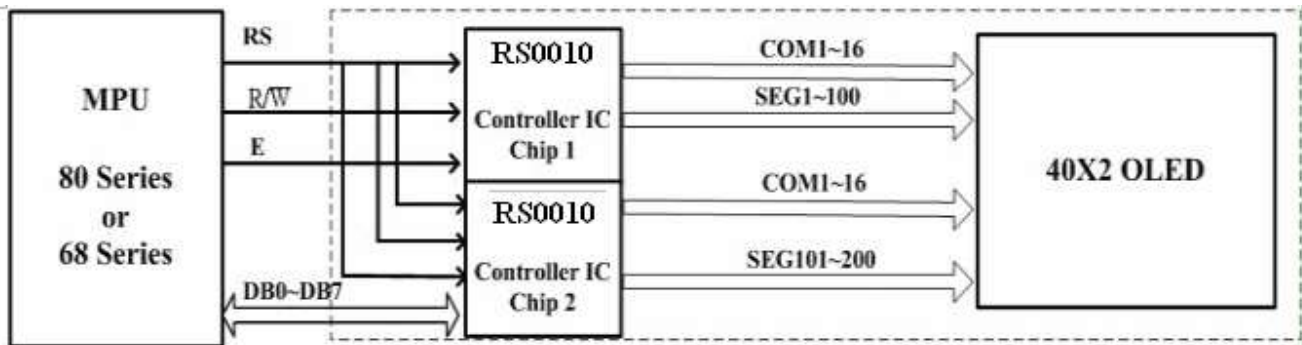 MPU
80 Series
or
68 Series
RS
R/W̅
E
DB0~DB7
RS0010
Controller IC
Chip 1
RS0010
Controller IC
Chip 2
COM1~16
SEG1~100
COM1~16
SEG101~200
40X2 OLED